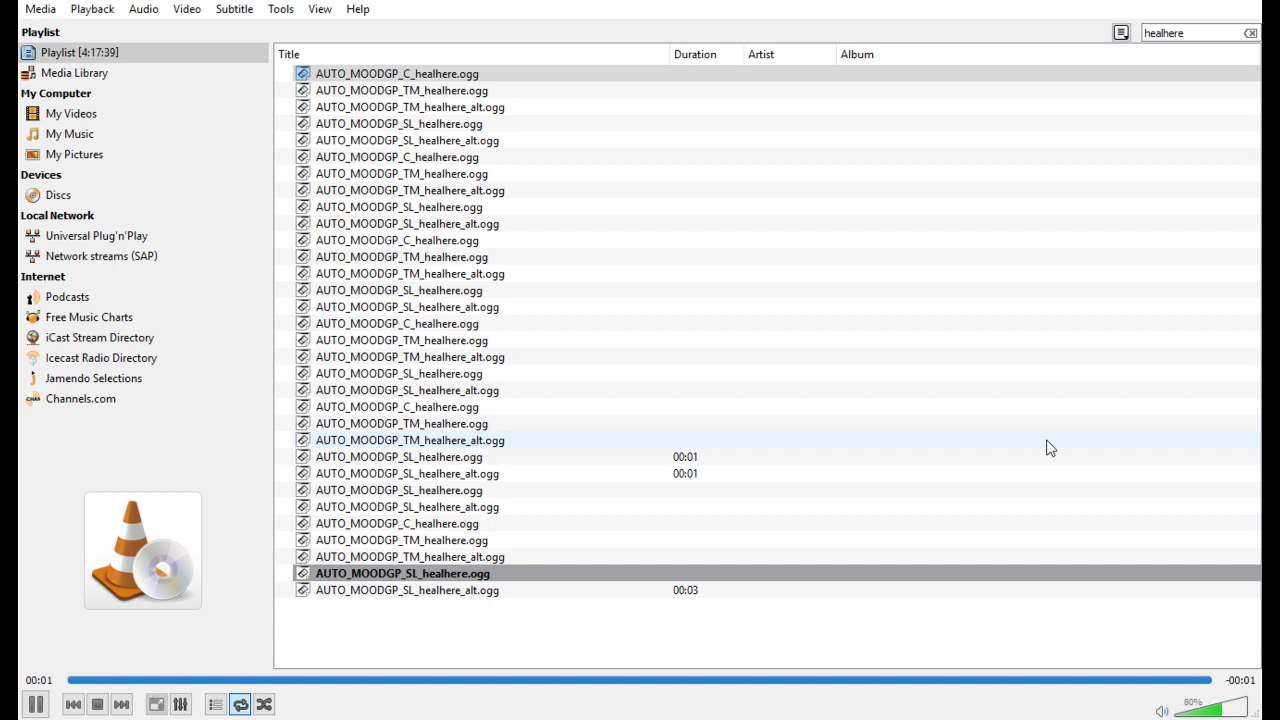 Media Playback Audio Video Subtitle Tools View Help
Playlist
healhere
Playlist [4:17:39]
Media Library
My Computer
My Videos
My Music
My Pictures
Devices
Discs
Local Network
Universal Plug'n'Play
Network streams (SAP)
Internet
Podcasts
Free Music Charts
iCast Stream Directory
Icecast Radio Directory
Jamendo Selections
Channels.com
Title Duration Artist Album
AUTO_MOODGP_C_healhere.ogg
AUTO_MOODGP_TM_healhere.ogg
AUTO_MOODGP_TM_healhere_alt.ogg
AUTO_MOODGP_SL_healhere.ogg
AUTO_MOODGP_SL_healhere_alt.ogg
AUTO_MOODGP_C_healhere.ogg
AUTO_MOODGP_TM_healhere.ogg
AUTO_MOODGP_TM_healhere_alt.ogg
AUTO_MOODGP_SL_healhere.ogg
AUTO_MOODGP_SL_healhere_alt.ogg
AUTO_MOODGP_C_healhere.ogg
AUTO_MOODGP_TM_healhere.ogg
AUTO_MOODGP_TM_healhere_alt.ogg
AUTO_MOODGP_SL_healhere.ogg
AUTO_MOODGP_SL_healhere_alt.ogg
AUTO_MOODGP_C_healhere.ogg
AUTO_MOODGP_TM_healhere.ogg
AUTO_MOODGP_TM_healhere_alt.ogg
AUTO_MOODGP_SL_healhere.ogg
AUTO_MOODGP_SL_healhere_alt.ogg
AUTO_MOODGP_C_healhere.ogg
AUTO_MOODGP_TM_healhere.ogg
AUTO_MOODGP_TM_healhere_alt.ogg
AUTO_MOODGP_SL_healhere.ogg 00:01
AUTO_MOODGP_SL_healhere_alt.ogg 00:01
AUTO_MOODGP_SL_healhere.ogg
AUTO_MOODGP_SL_healhere_alt.ogg
AUTO_MOODGP_C_healhere.ogg
AUTO_MOODGP_TM_healhere.ogg
AUTO_MOODGP_TM_healhere_alt.ogg
AUTO_MOODGP_SL_healhere.ogg
AUTO_MOODGP_SL_healhere_alt.ogg 00:03
00:01 -00:01
80%